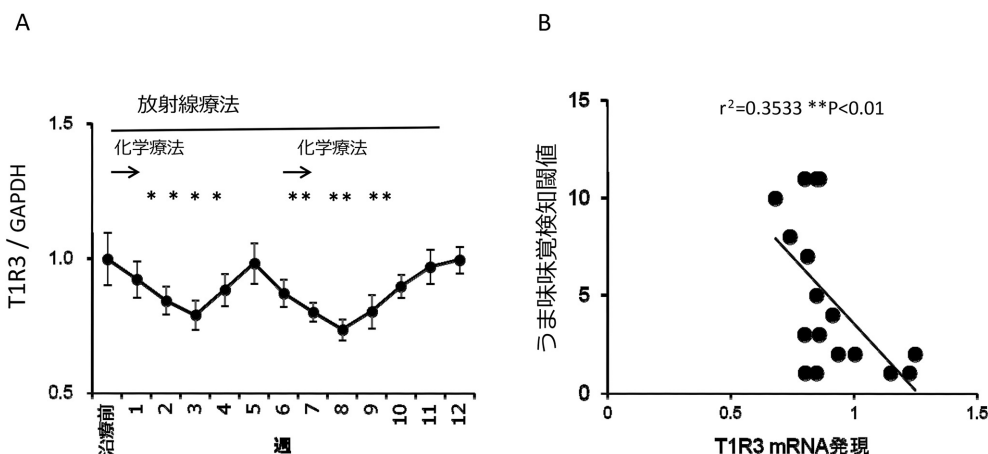 A
放射線療法
化学療法
化学療法
* * * *
** ** **
1.5
1.0
0.5
T1R3 / GAPDH
治療前 1 2 3 4 5 6 7 8 9 10 11 12
週
B
r²=0.3533 **P<0.01
15
10
5
0
うま味味覚検知閾値
0 0.5 1 1.5
T1R3 mRNA発現